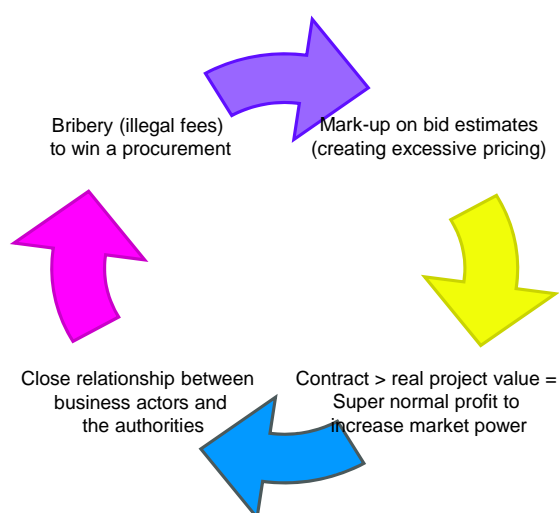 Bribery (illegal fees)
to win a procurement
Mark-up on bid estimates
(creating excessive pricing)
Contract > real project value =
Super normal profit to
increase market power
Close relationship between
business actors and
the authorities